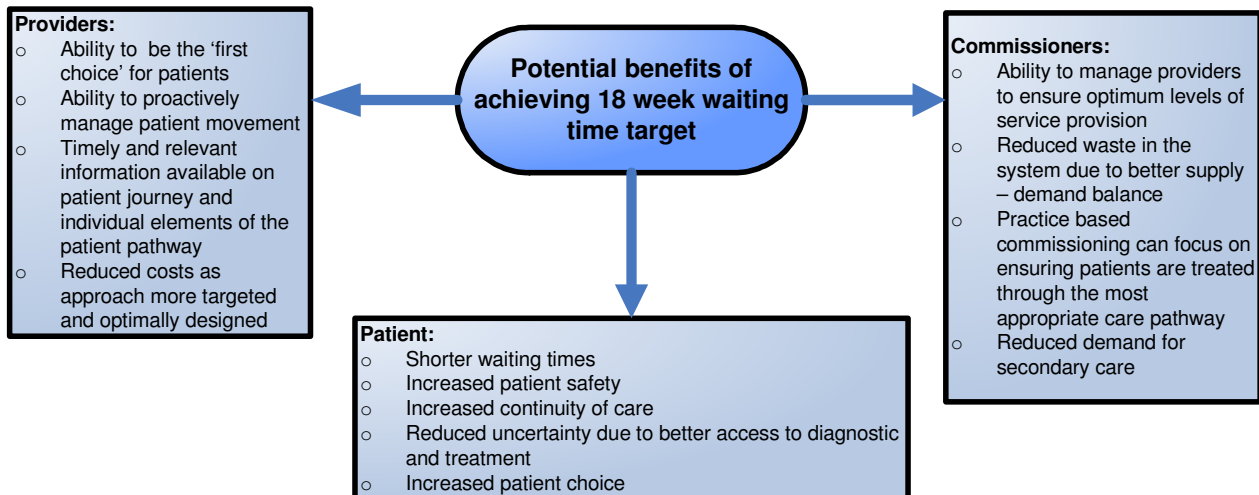 Potential benefits of
achieving 18 week waiting
time target
Providers:
o Ability to be the ‘first
choice’ for patients
o Ability to proactively
manage patient movement
o Timely and relevant
information available on
patient journey and
individual elements of the
patient pathway
o Reduced costs as
approach more targeted
and optimally designed
Commissioners:
o Ability to manage providers
to ensure optimum levels of
service provision
o Reduced waste in the
system due to better supply
– demand balance
o Practice based
commissioning can focus on
ensuring patients are treated
through the most
appropriate care pathway
o Reduced demand for
secondary care
Patient:
o Shorter waiting times
o Increased patient safety
o Increased continuity of care
o Reduced uncertainty due to better access to diagnostic
and treatment
o Increased patient choice